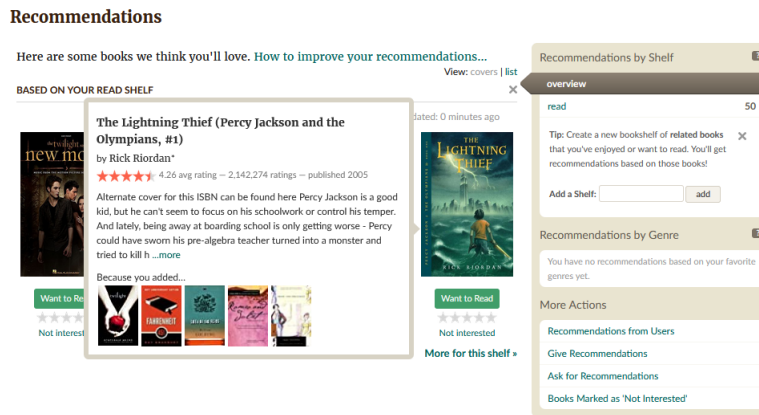 Recommendations
Here are some books we think you'll love. How to improve your recommendations...
View: covers | list
BASED ON YOUR READ SHELF
dated: 0 minutes ago
The Lightning Thief (Percy Jackson and the
Olympians, #1)
by Rick Riordan*
4.26 avg rating — 2,142,274 ratings — published 2005
Alternate cover for this ISBN can be found here Percy Jackson is a good
kid, but he can't seem to focus on his schoolwork or control his temper.
And lately, being away at boarding school is only getting worse - Percy
could have sworn his pre-algebra teacher turned into a monster and
tried to kill h ...more
Because you added...
twilight
FAHRENHEIT
Romeo and
Juliet
the twilight
new mo
Want to Re
Not interest
THE
LIGHTNING
THIEF
RICK RIORDAN
Want to Read
Not interested
More for this shelf »
Recommendations by Shelf
overview
read 50
Tip: Create a new bookshelf of related books
that you've enjoyed or want to read. You'll get
recommendations based on those books!
Add a Shelf: add
Recommendations by Genre
You have no recommendations based on your favorite
genres yet.
More Actions
Recommendations from Users
Give Recommendations
Ask for Recommendations
Books Marked as 'Not Interested'